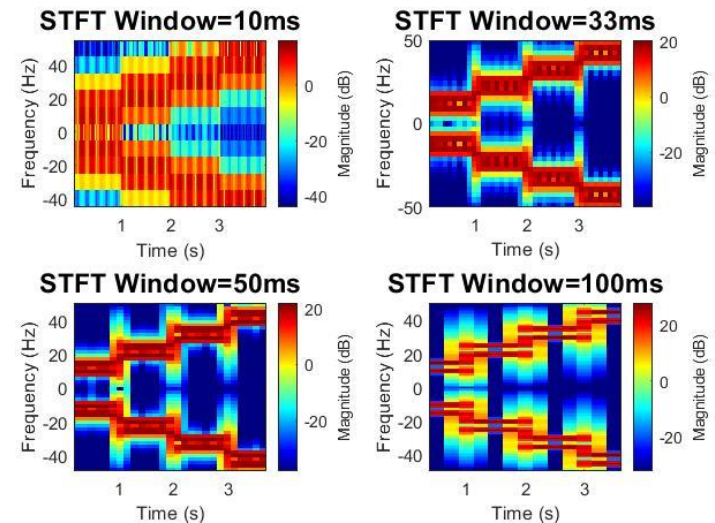 STFT Window=10ms
Frequency (Hz)
40
20
0
-20
-40
1 2 3
Time (s)
0
-20
-40
Magnitude (dB)
STFT Window=33ms
Frequency (Hz)
50
0
-50
1 2 3
Time (s)
20
0
-20
Magnitude (dB)
STFT Window=50ms
Frequency (Hz)
40
20
0
-20
-40
1 2 3
Time (s)
20
0
-20
Magnitude (dB)
STFT Window=100ms
Frequency (Hz)
40
20
0
-20
-40
1 2 3
Time (s)
20
0
-20
Magnitude (dB)